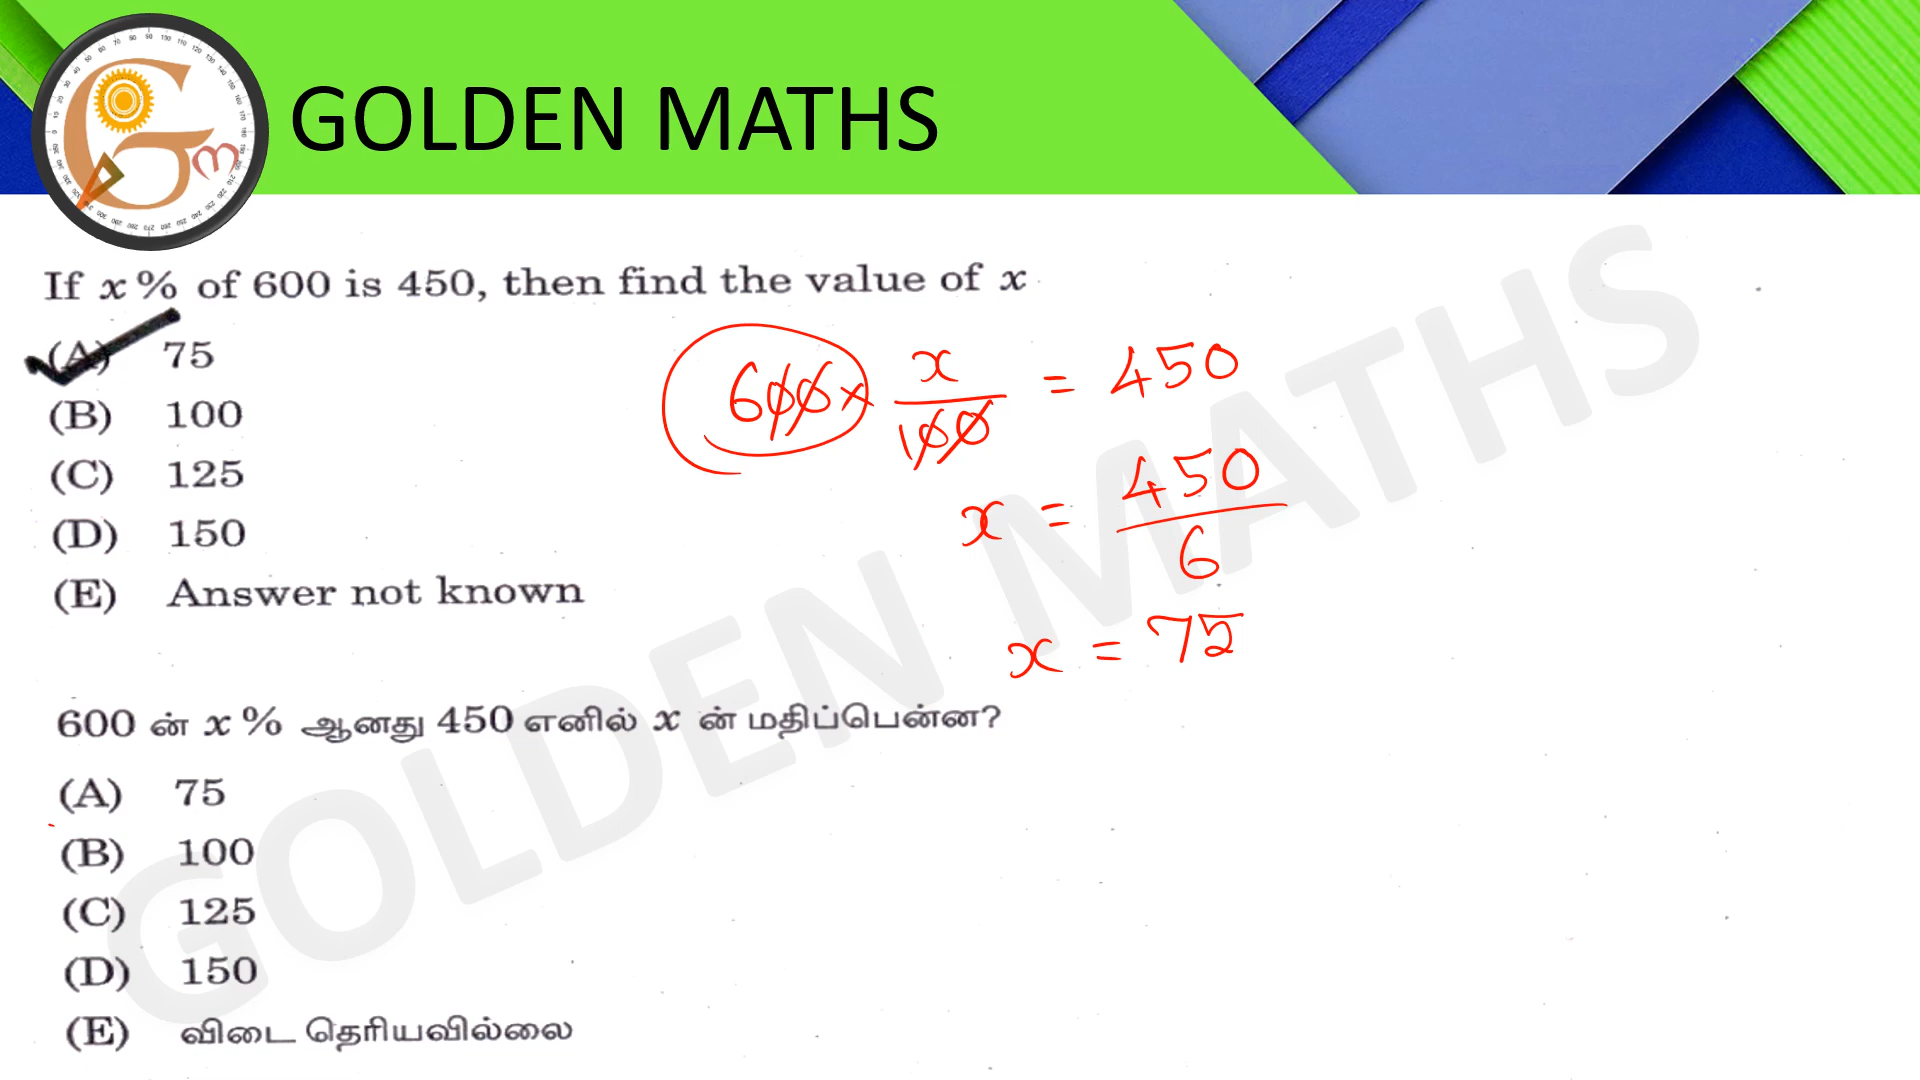 GOLDEN MATHS
If x % of 600 is 450, then find the value of x
(A) 75
(B) 100
(C) 125
(D) 150
(E) Answer not known
600 × x/100 = 450
x = 450/6
x = 75
600 ன் x % ஆனது 450 எனில் x ன் மதிப்பென்ன?
(A) 75
(B) 100
(C) 125
(D) 150
(E) விடை தெரியவில்லை
GOLDEN MATHS